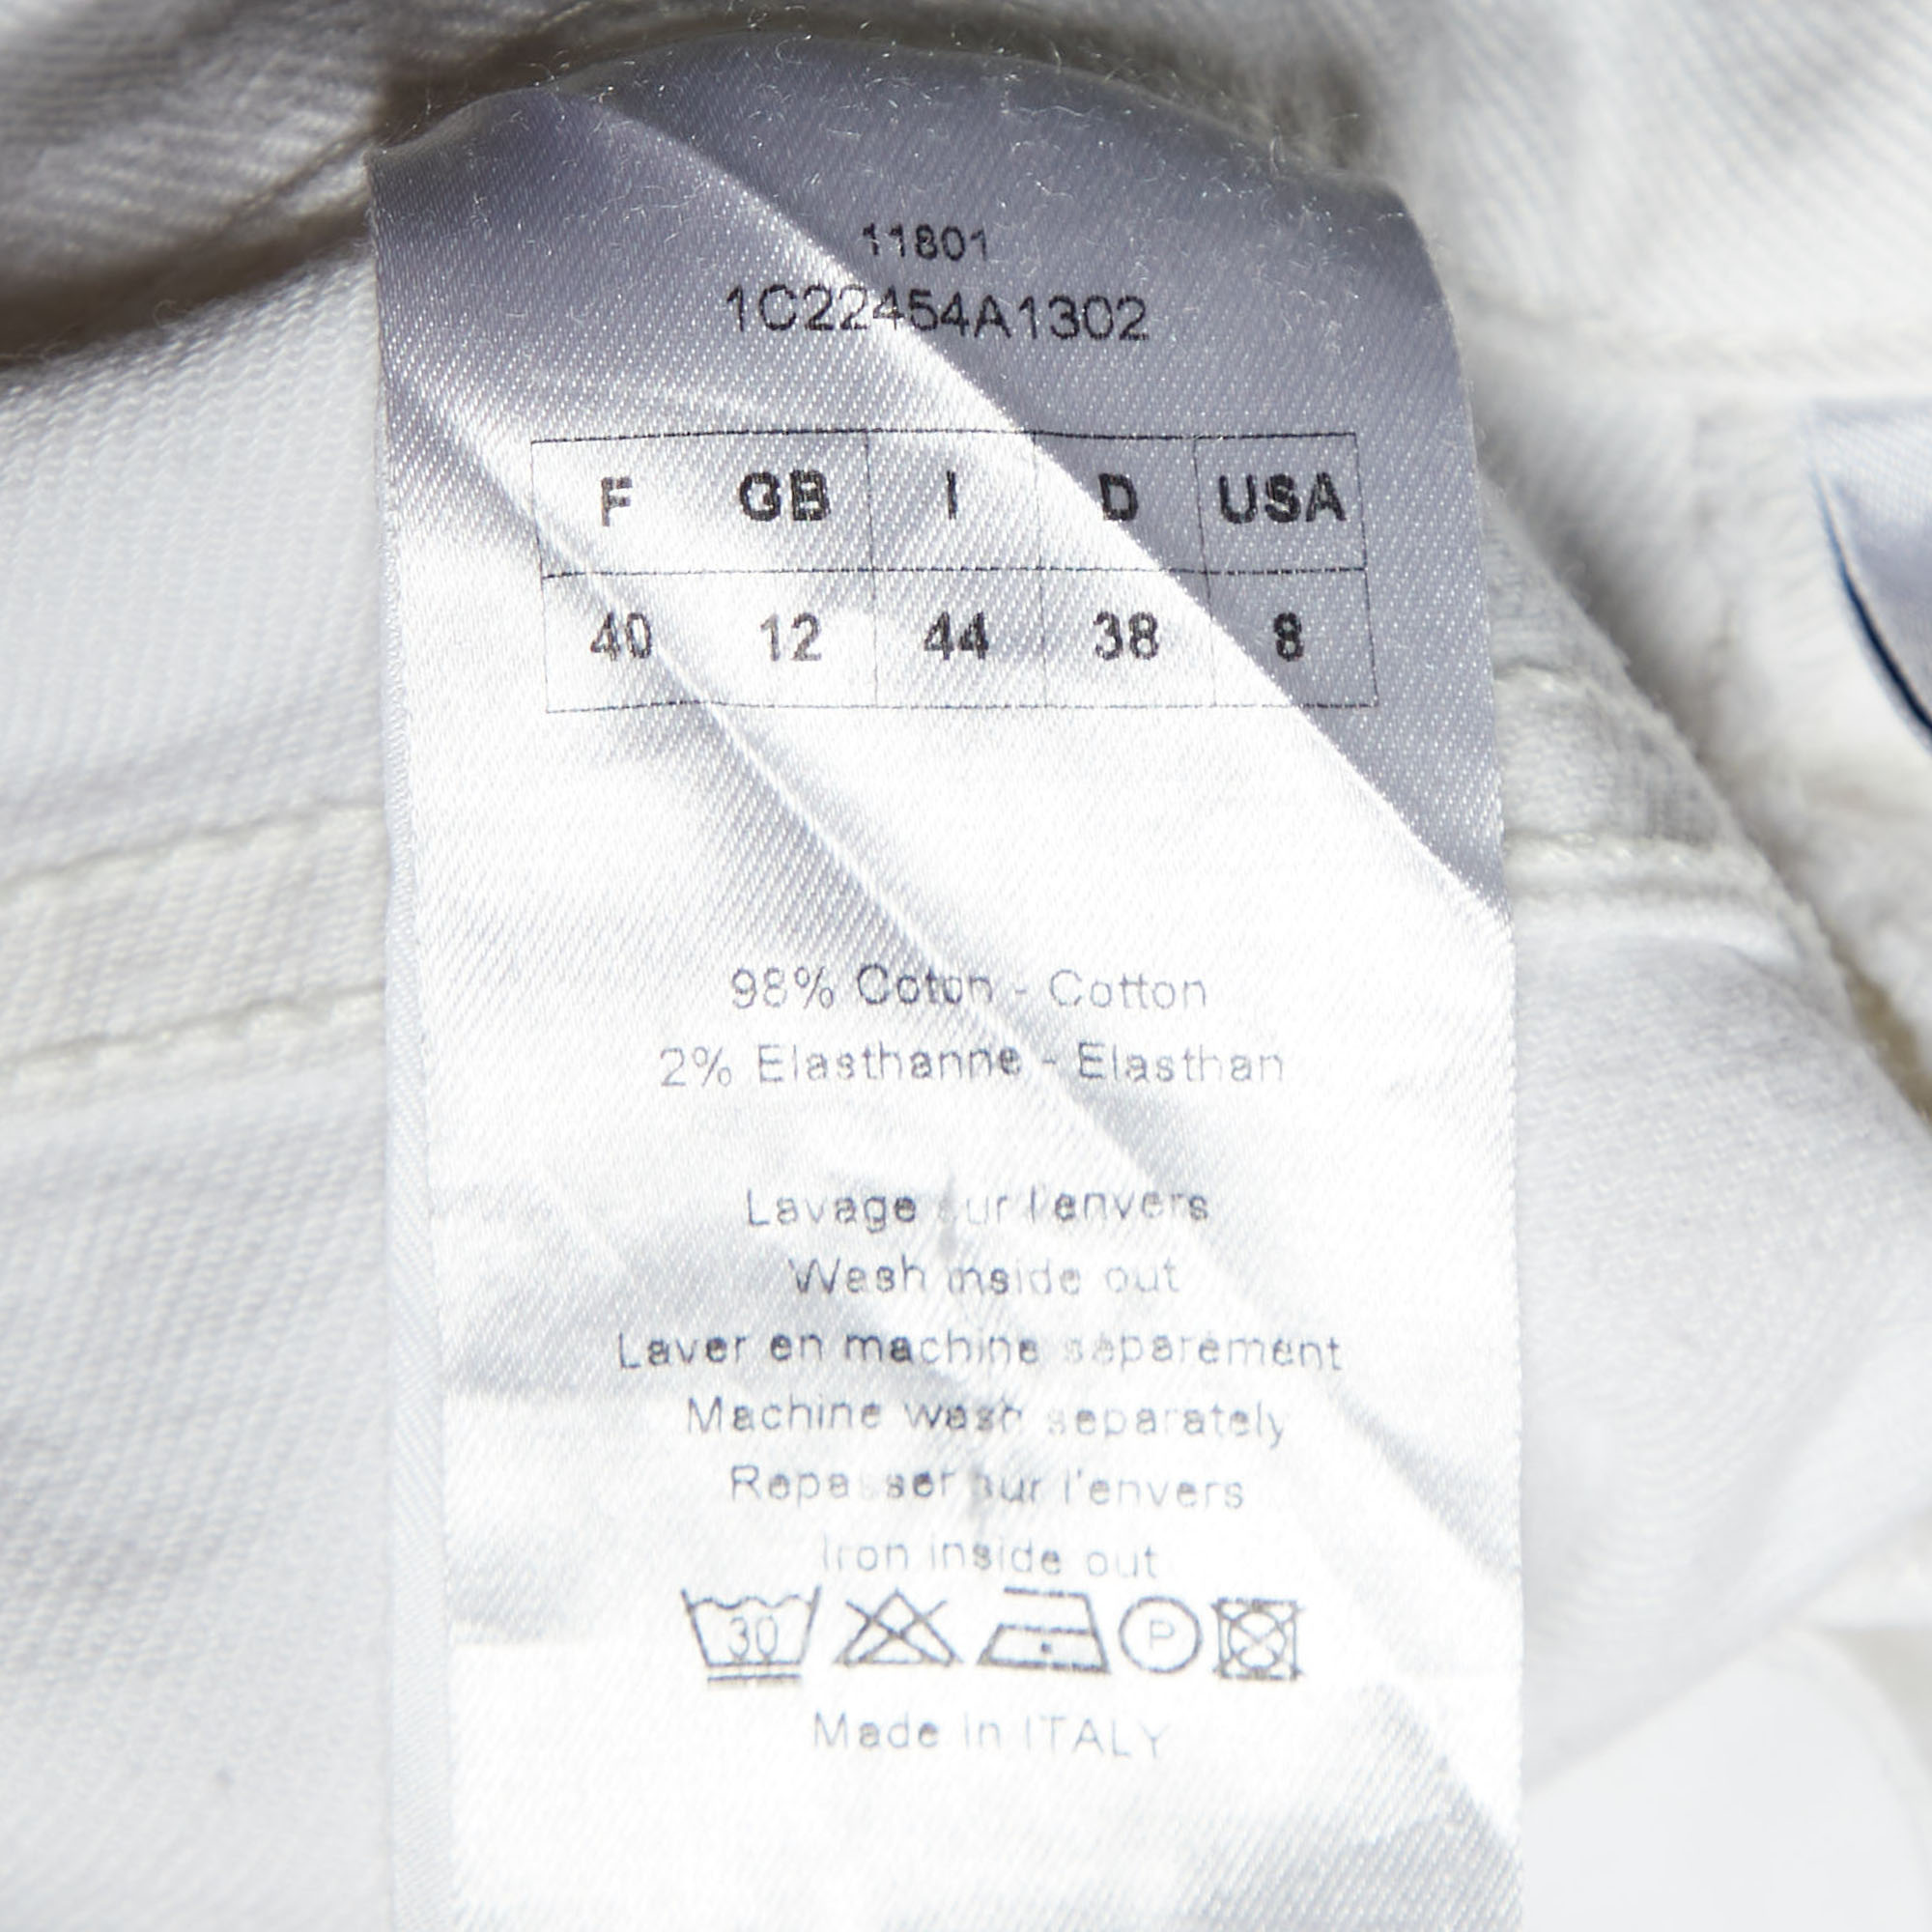 11801
1C22454A1302
F GB I D USA
40 12 44 38 8
98% Coton - Cotton
2% Elasthanne - Elasthan
Lavage sur l'envers
Wash inside out
Laver en machine séparément
Machine wash separately
Repasser sur l'envers
Iron inside out
30 P
Made in ITALY